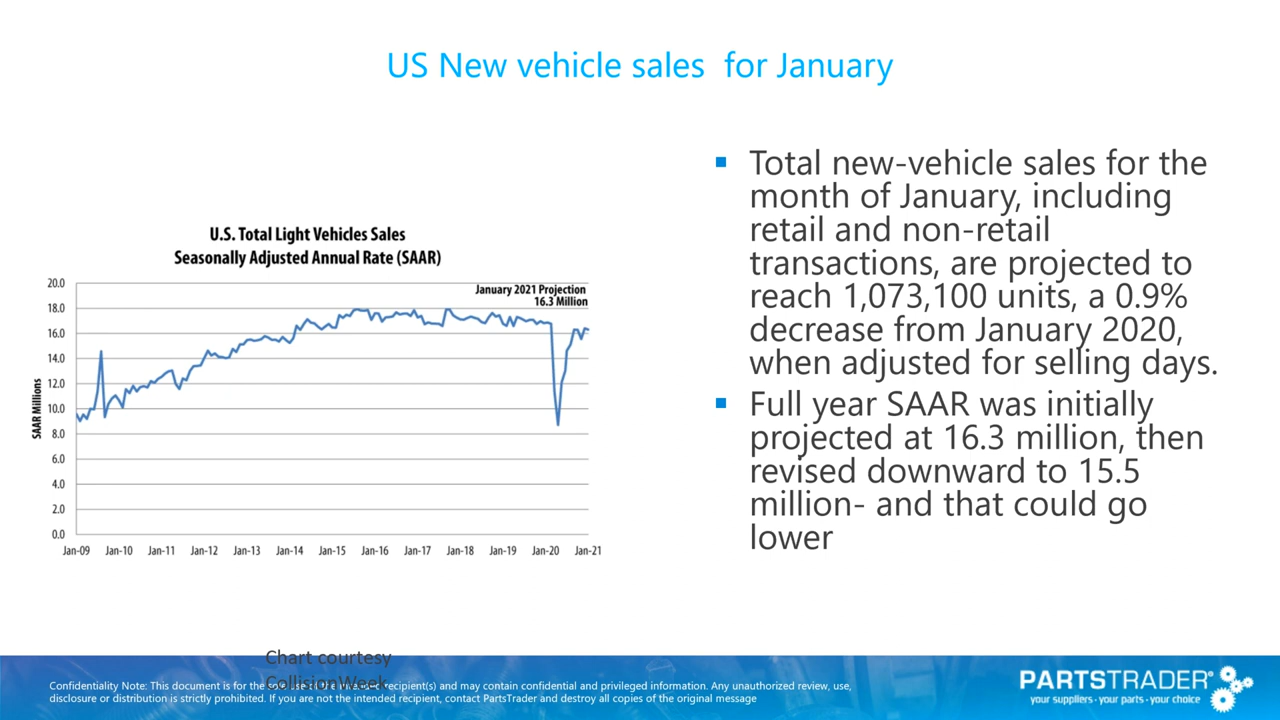 US New vehicle sales for January
U.S. Total Light Vehicles Sales
Seasonally Adjusted Annual Rate (SAAR)
January 2021 Projection
16.3 Million
SAAR Millions
20.0
18.0
16.0
14.0
12.0
10.0
8.0
6.0
4.0
2.0
0.0
Jan-09 Jan-10 Jan-11 Jan-12 Jan-13 Jan-14 Jan-15 Jan-16 Jan-17 Jan-18 Jan-19 Jan-20 Jan-21
Total new-vehicle sales for the
month of January, including
retail and non-retail
transactions, are projected to
reach 1,073,100 units, a 0.9%
decrease from January 2020,
when adjusted for selling days.
Full year SAAR was initially
projected at 16.3 million, then
revised downward to 15.5
million- and that could go
lower
Chart courtesy
CollisionWeek
Confidentiality Note: This document is for the recipient(s) and may contain confidential and privileged information. Any unauthorized review, use,
disclosure or distribution is strictly prohibited. If you are not the intended recipient, contact PartsTrader and destroy all copies of the original message
PARTSTRADER®
your suppliers · your parts · your choice